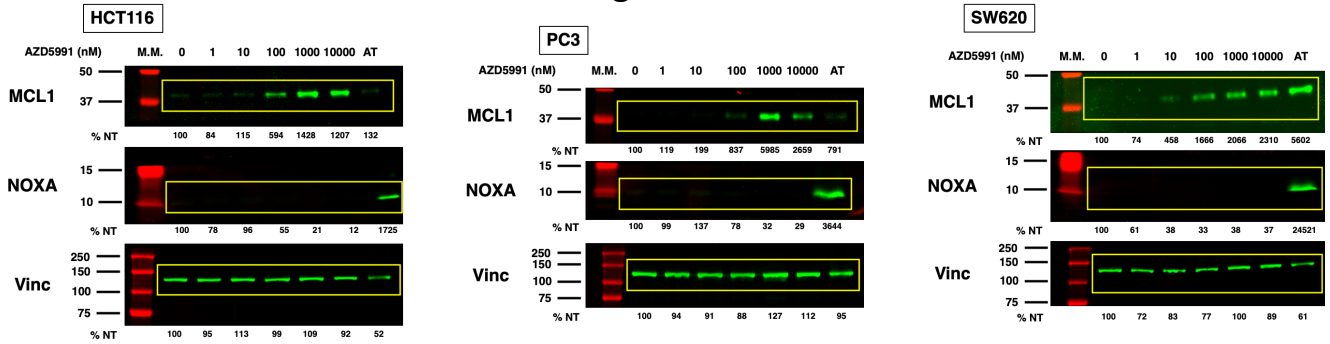 HCT116
AZD5991 (nM) M.M. 0 1 10 100 1000 10000 AT
50
MCL1
37
% NT 100 84 115 594 1428 1207 132
15
NOXA
10
% NT 100 78 96 55 21 12 1725
250
150
Vinc
100
75
% NT 100 95 113 99 109 92 52
PC3
AZD5991 (nM) M.M. 0 1 10 100 1000 10000 AT
50
MCL1
37
% NT 100 119 199 837 5985 2659 791
15
NOXA
10
% NT 100 99 137 78 32 29 3644
250
150
Vinc
100
75
% NT 100 94 91 88 127 112 95
SW620
AZD5991 (nM) M.M. 0 1 10 100 1000 10000 AT
50
MCL1
37
% NT 100 74 458 1666 2066 2310 5602
15
NOXA
10
% NT 100 61 38 33 38 37 24521
250
150
Vinc
100
75
% NT 100 72 83 77 100 89 61